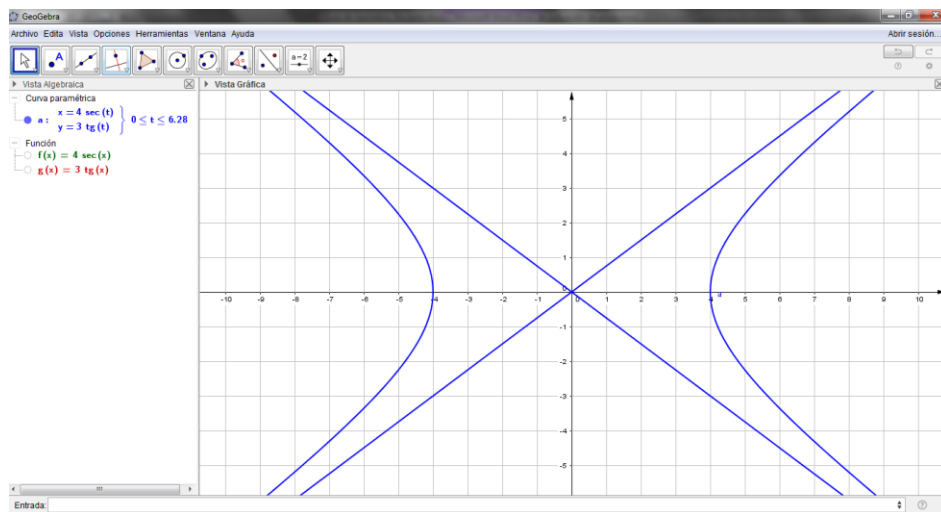 GeoGebra
Archivo Edita Vista Opciones Herramientas Ventana Ayuda
Abrir sesión...
A
a=2
Vista Algebraica
Vista Gráfica
Curva paramétrica
a : x = 4 sec(t)
y = 3 tg(t)
} 0 ≤ t ≤ 6.28
Función
f(x) = 4 sec(x)
g(x) = 3 tg(x)
5
4
3
2
1
0
-10 -9 -8 -7 -6 -5 -4 -3 -2 -1 0 1 2 3 4 5 6 7 8 9 10
a
-1
-2
-3
-4
-5
Entrada: